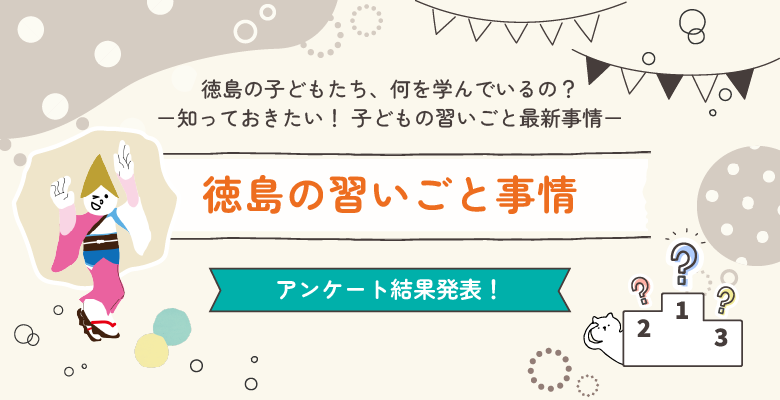 徳島の子どもたち、何を学んでいるの？
ー知っておきたい！ 子どもの習いごと最新事情ー
徳島の習いごと事情
アンケート結果発表！
? ? ?
2 1 3